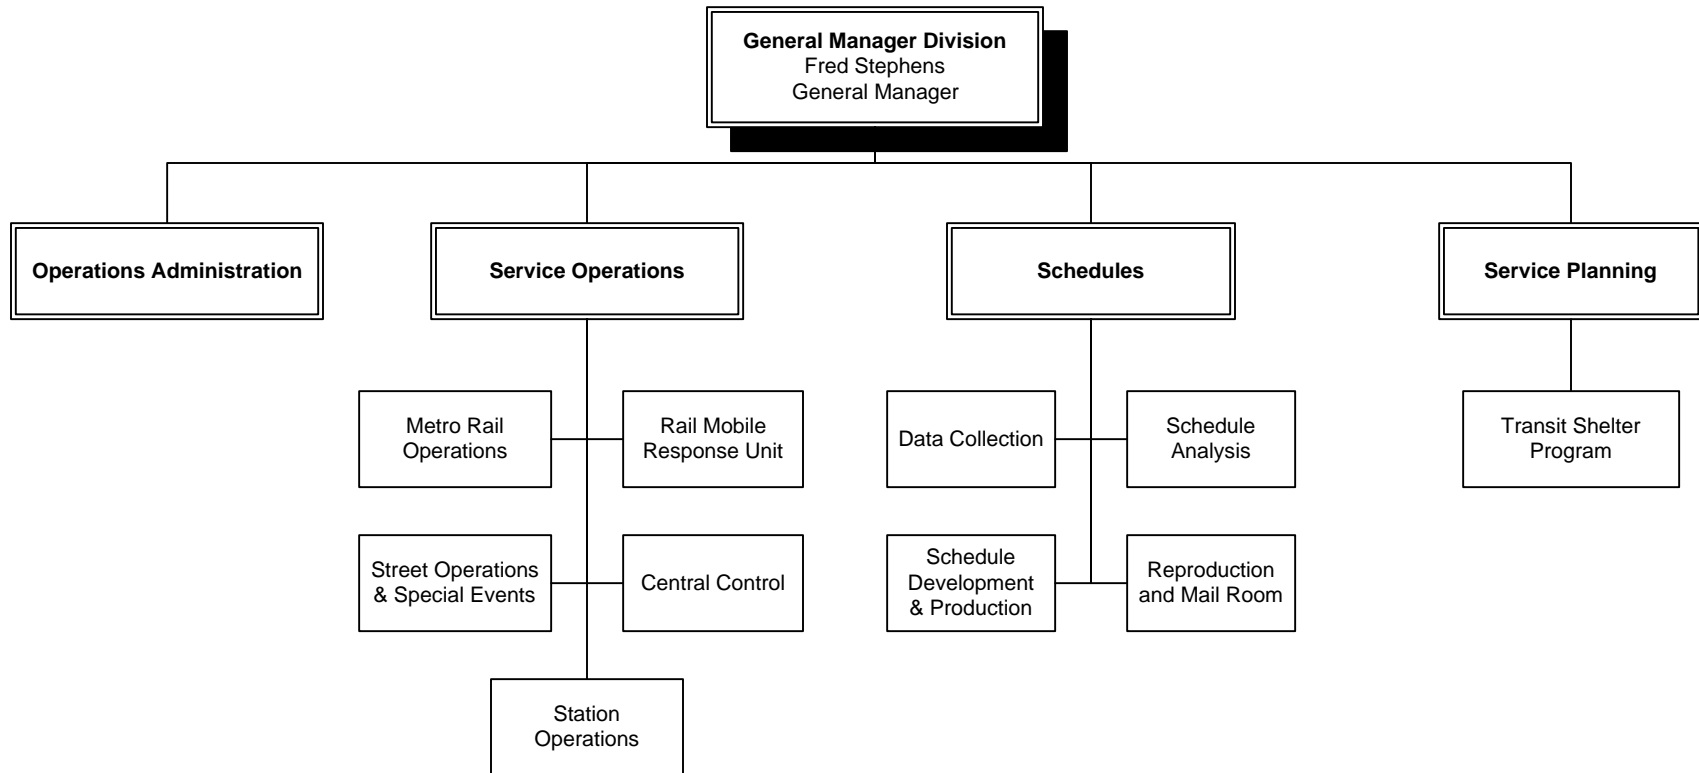 General Manager Division
Fred Stephens
General Manager
Operations Administration
Service Operations
Schedules
Service Planning
Metro Rail
Operations
Rail Mobile
Response Unit
Data Collection
Schedule
Analysis
Transit Shelter
Program
Street Operations
& Special Events
Central Control
Schedule
Development
& Production
Reproduction
and Mail Room
Station
Operations